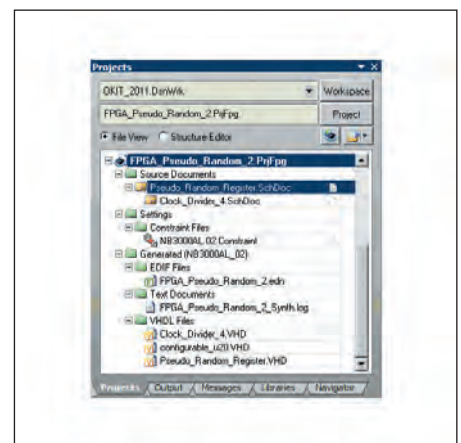 Projects
OKIT_2011.DsnWrk
Workspace
FPGA_Pseudo_Random_2.PrjFpg
Project
File View
Structure Editor
FPGA_Pseudo_Random_2.PrjFpg
Source Documents
Pseudo_Random_Register.SchDoc
Clock_Divider_4.SchDoc
Settings
Constraint Files
NB3000AL.02.Constraint
Generated (NB3000AL_02)
EDIF Files
FPGA_Pseudo_Random_2.edn
Text Documents
FPGA_Pseudo_Random_2_Synth.log
VHDL Files
Clock_Divider_4.VHD
configurable_u20.VHD
Pseudo_Random_Register.VHD
Projects
Output
Messages
Libraries
Navigator